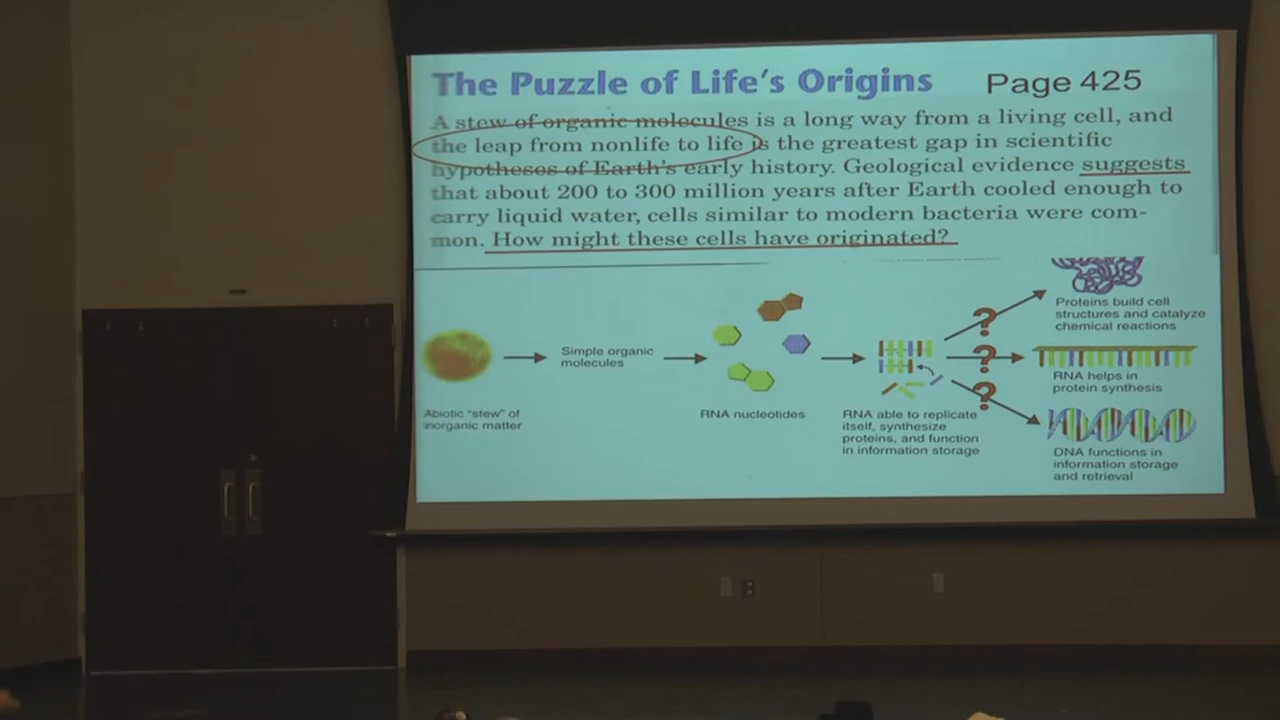 The Puzzle of Life's Origins Page 425
A stew of organic molecules is a long way from a living cell, and
the leap from nonlife to life is the greatest gap in scientific
hypotheses of Earth's early history. Geological evidence suggests
that about 200 to 300 million years after Earth cooled enough to
carry liquid water, cells similar to modern bacteria were com-
mon. How might these cells have originated?
Abiotic "stew" of
inorganic matter
Simple organic
molecules
RNA nucleotides
RNA able to replicate
itself, synthesize
proteins, and function
in information storage
?
?
?
Proteins build cell
structures and catalyze
chemical reactions
RNA helps in
protein synthesis
DNA functions in
information storage
and retrieval